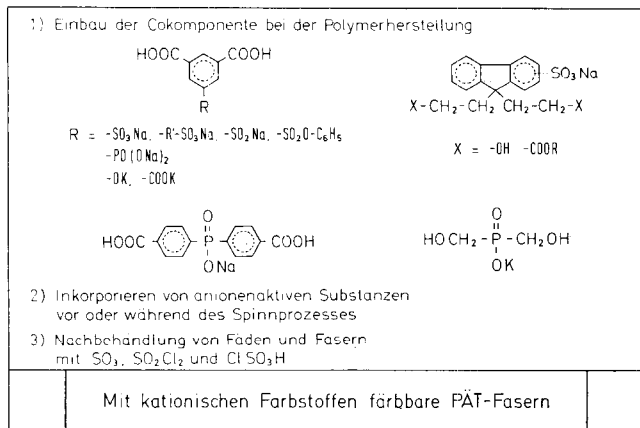 1) Einbau der Cokomponente bei der Polymerherstellung
HOOC COOH
R
R = -SO₃Na, -R'-SO₃Na, -SO₂Na, -SO₂O-C₆H₅
-PO(ONa)₂
-OK, -COOK
SO₃Na
X-CH₂-CH₂ CH₂-CH₂-X
X = -OH -COOR
O
HOOC P COOH
ONa
O
HOCH₂-P-CH₂OH
OK
2) Inkorporieren von anionenaktiven Substanzen
vor oder während des Spinnprozesses
3) Nachbehandlung von Fäden und Fasern
mit SO₃, SO₂Cl₂ und ClSO₃H
Mit kationischen Farbstoffen färbbare PÄT-Fasern